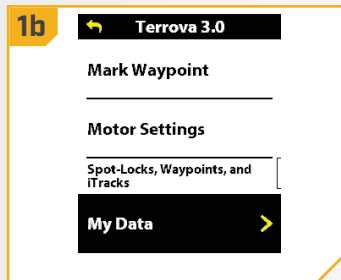 1b
Terrova 3.0
Mark Waypoint
Motor Settings
Spot-Locks, Waypoints, and
iTracks
My Data